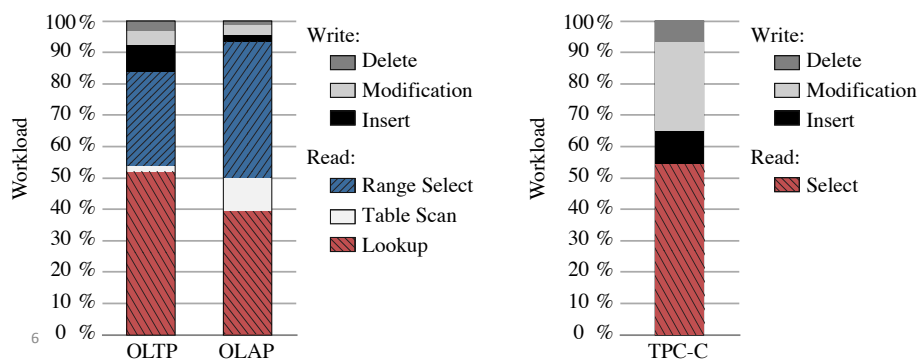 100 %
90 %
80 %
70 %
60 %
50 %
40 %
30 %
20 %
10 %
0 %
Workload
OLTP
OLAP
Write:
Delete
Modification
Insert
Read:
Range Select
Table Scan
Lookup
6
100 %
90 %
80 %
70 %
60 %
50 %
40 %
30 %
20 %
10 %
0 %
Workload
TPC-C
Write:
Delete
Modification
Insert
Read:
Select